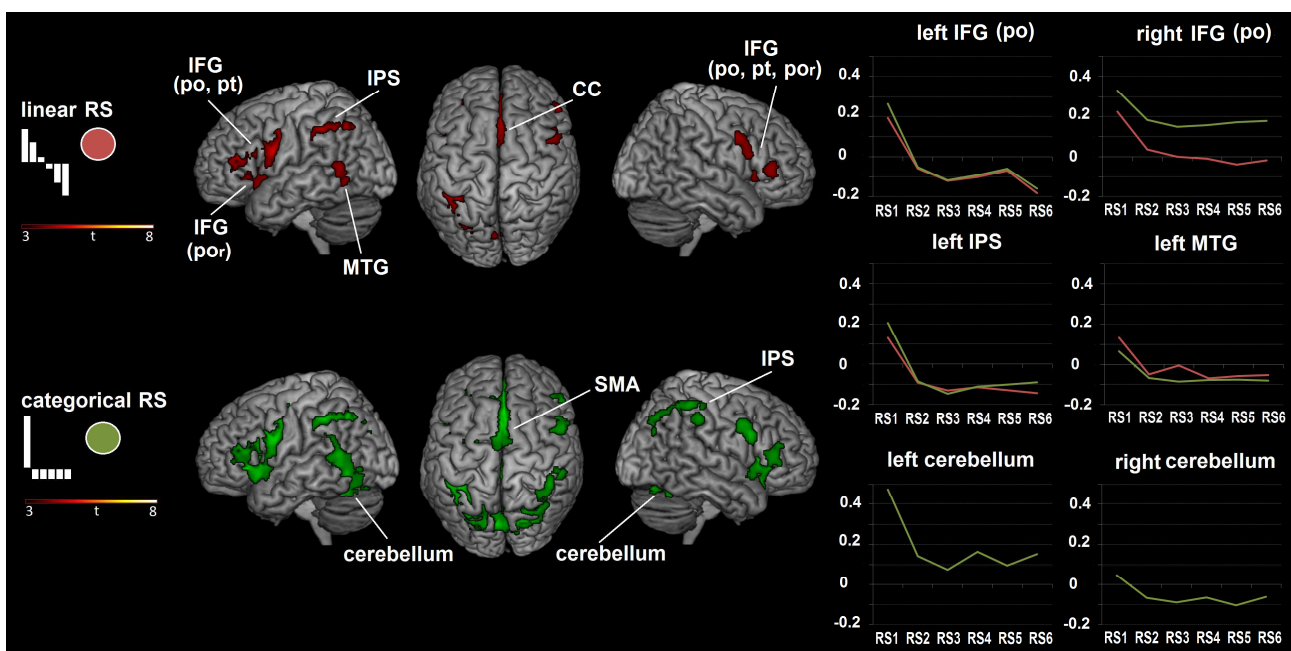 linear RS
3 t 8
IFG
(po, pt)
IPS
IFG
(por)
MTG
CC
IFG
(po, pt, por)
categorical RS
3 t 8
cerebellum
SMA
IPS
cerebellum
left IFG (po)
0.4
0.2
0
-0.2
RS1 RS2 RS3 RS4 RS5 RS6
right IFG (po)
0.4
0.2
0
-0.2
RS1 RS2 RS3 RS4 RS5 RS6
left IPS
0.4
0.2
0
-0.2
RS1 RS2 RS3 RS4 RS5 RS6
left MTG
0.4
0.2
0
-0.2
RS1 RS2 RS3 RS4 RS5 RS6
left cerebellum
0.4
0.2
0
-0.2
RS1 RS2 RS3 RS4 RS5 RS6
right cerebellum
0.4
0.2
0
-0.2
RS1 RS2 RS3 RS4 RS5 RS6